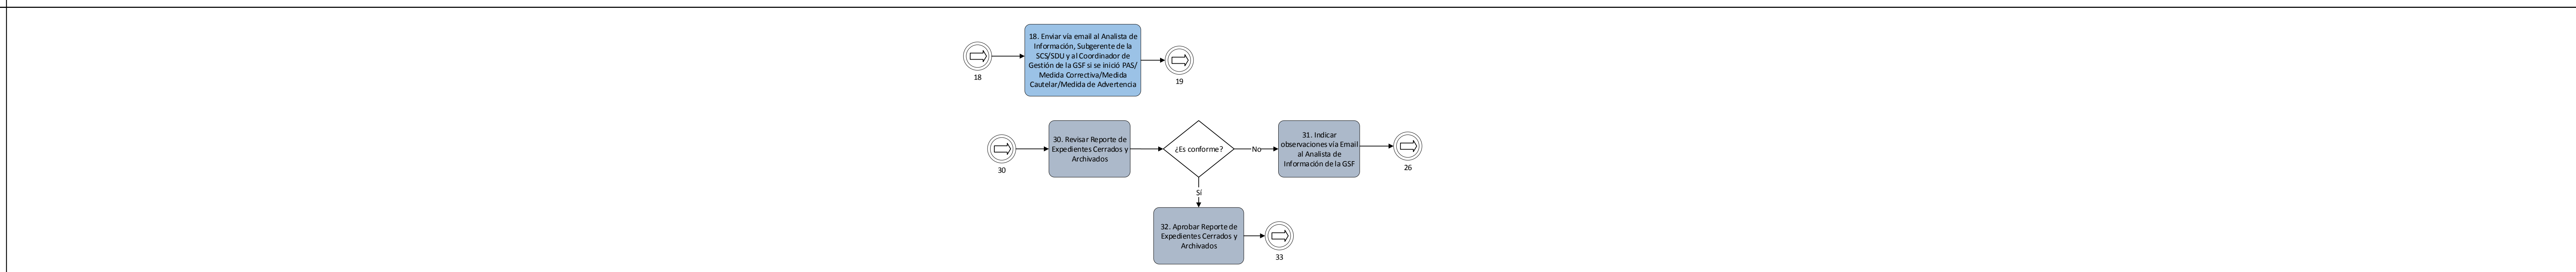 18. Enviar vía email al Analista de
Información, Subgerente de la
SCS/SDU y al Coordinador de
Gestión de la GSF si se inició PAS/
Medida Correctiva/Medida
Cautelar/Medida de Advertencia
18
19
30. Revisar Reporte de
Expedientes Cerrados y
Archivados
30
¿Es conforme?
No
31. Indicar
observaciones vía Email
al Analista de
Información de la GSF
26
Sí
32. Aprobar Reporte de
Expedientes Cerrados y
Archivados
33